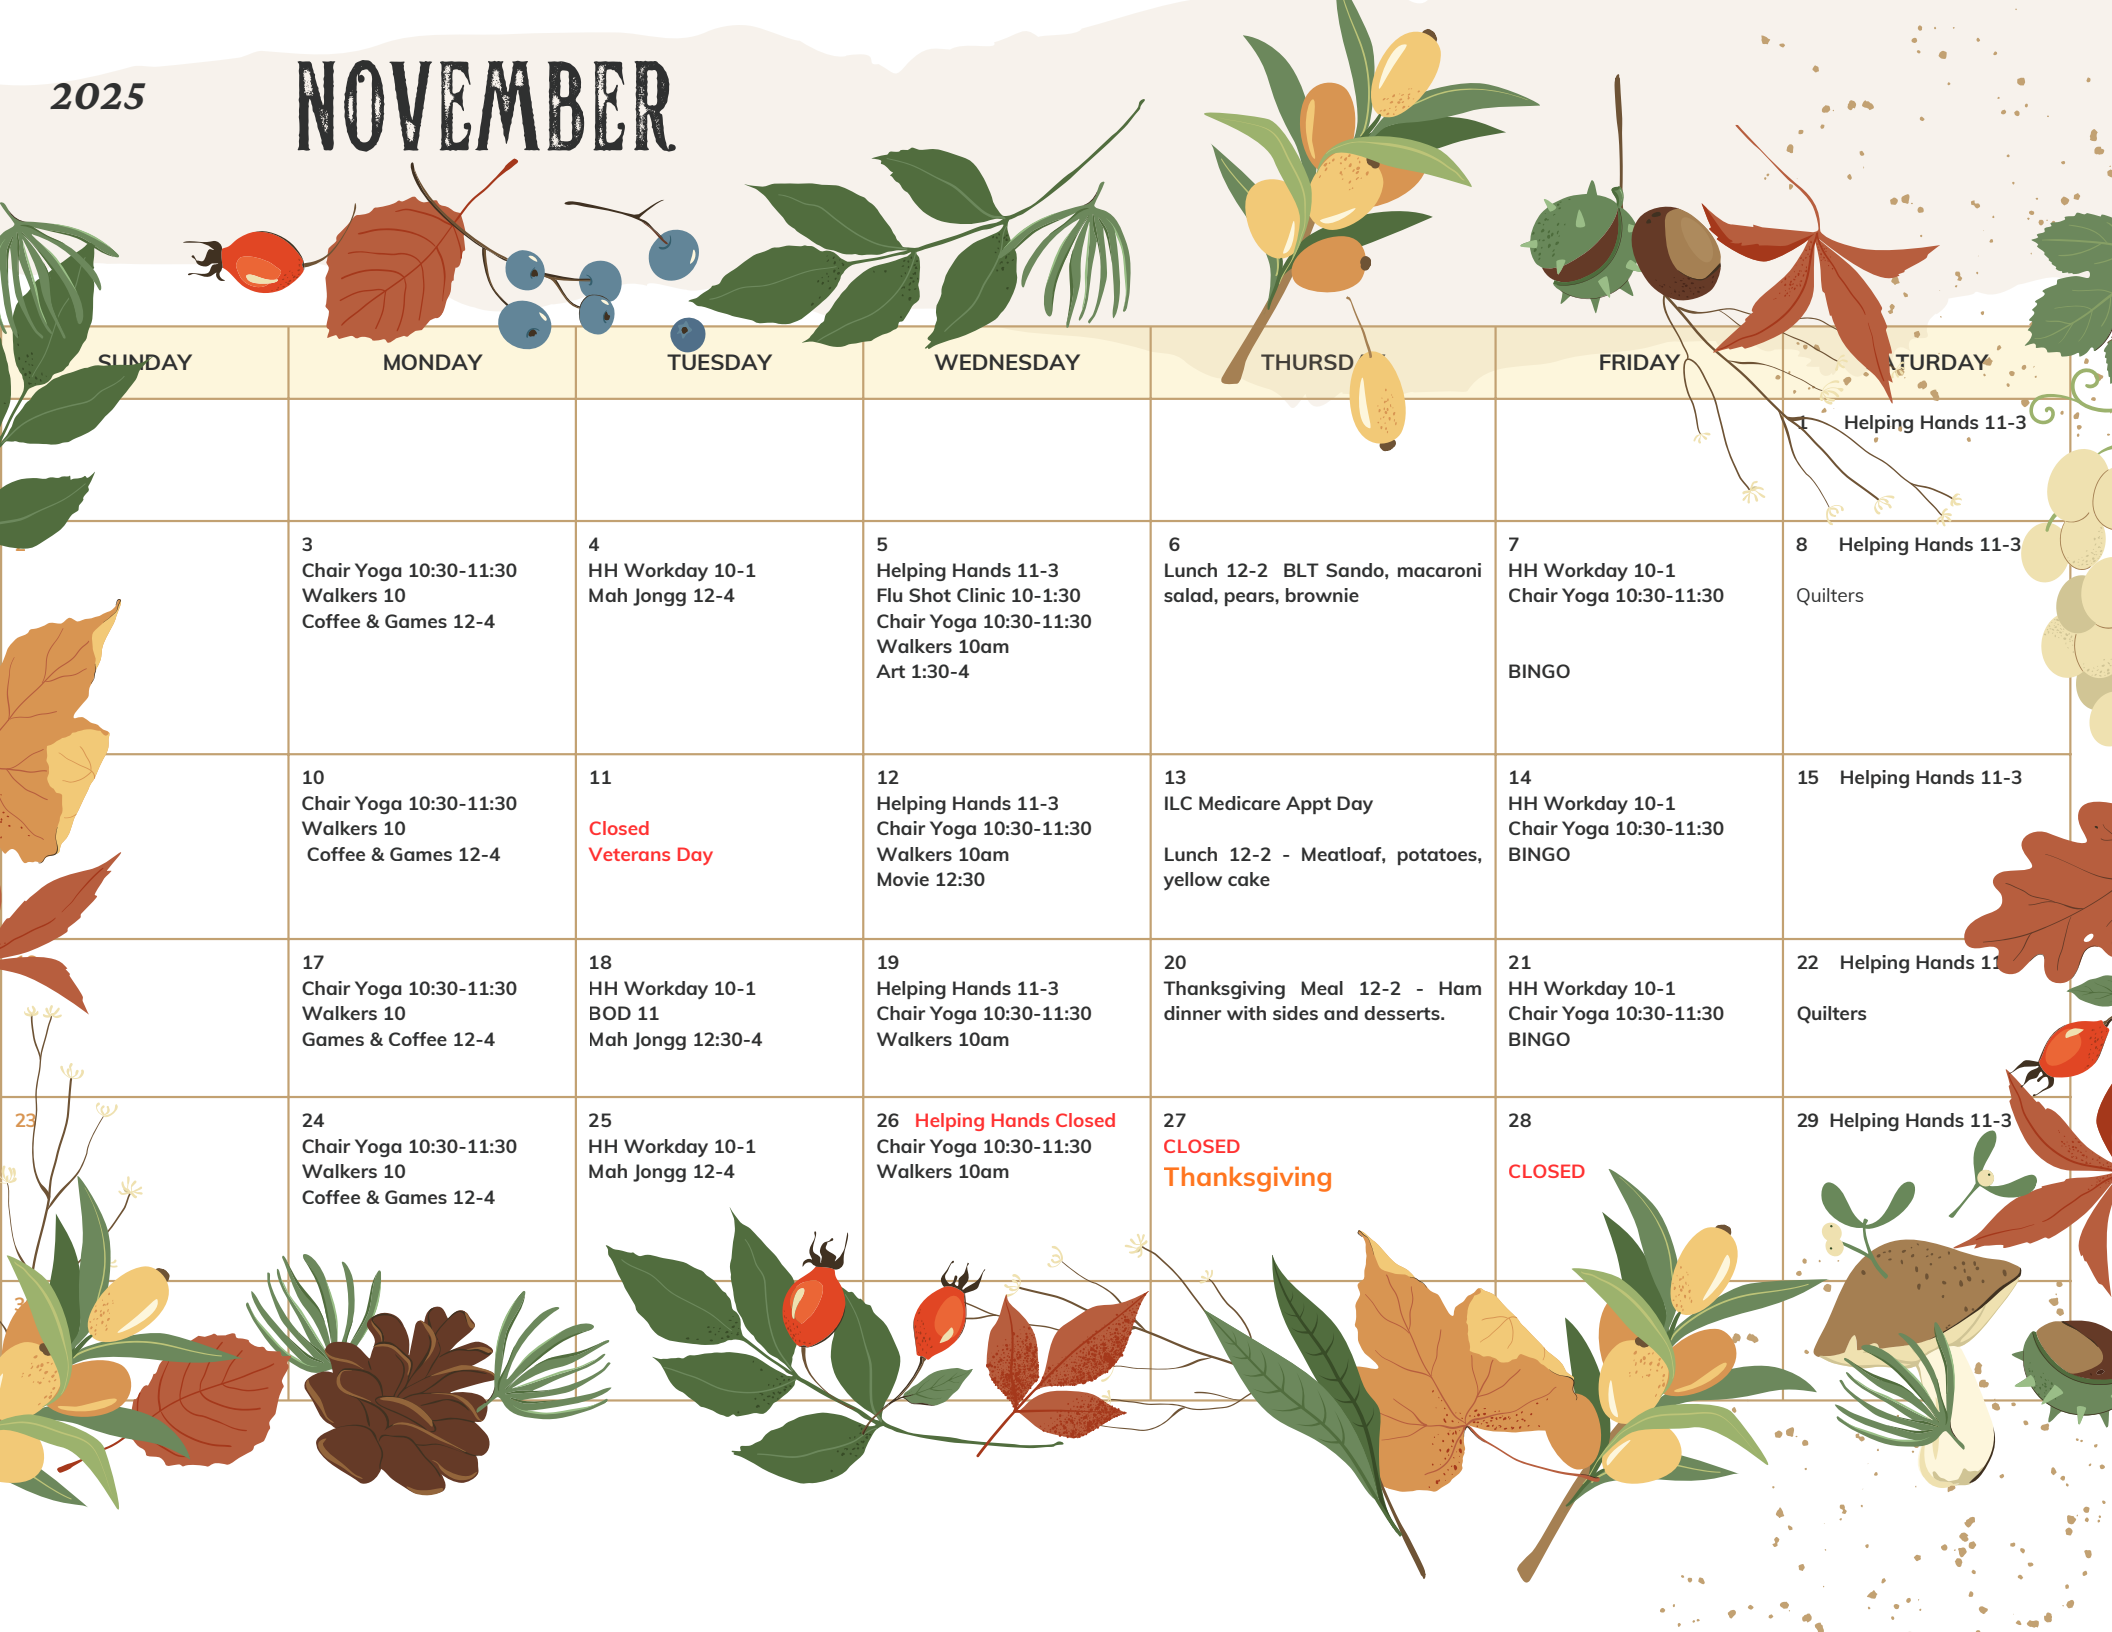 2025
NOVEMBER
SUNDAY MONDAY TUESDAY WEDNESDAY THURSDAY FRIDAY SATURDAY
1 Helping Hands 11-3
3
Chair Yoga 10:30-11:30
Walkers 10
Coffee & Games 12-4
4
HH Workday 10-1
Mah Jongg 12-4
5
Helping Hands 11-3
Flu Shot Clinic 10-1:30
Chair Yoga 10:30-11:30
Walkers 10am
Art 1:30-4
6
Lunch 12-2 BLT Sando, macaroni
salad, pears, brownie
7
HH Workday 10-1
Chair Yoga 10:30-11:30
BINGO
8 Helping Hands 11-3
Quilters
10
Chair Yoga 10:30-11:30
Walkers 10
Coffee & Games 12-4
11
Closed
Veterans Day
12
Helping Hands 11-3
Chair Yoga 10:30-11:30
Walkers 10am
Movie 12:30
13
ILC Medicare Appt Day
Lunch 12-2 - Meatloaf, potatoes,
yellow cake
14
HH Workday 10-1
Chair Yoga 10:30-11:30
BINGO
15 Helping Hands 11-3
17
Chair Yoga 10:30-11:30
Walkers 10
Games & Coffee 12-4
18
HH Workday 10-1
BOD 11
Mah Jongg 12:30-4
19
Helping Hands 11-3
Chair Yoga 10:30-11:30
Walkers 10am
20
Thanksgiving Meal 12-2 - Ham
dinner with sides and desserts.
21
HH Workday 10-1
Chair Yoga 10:30-11:30
BINGO
22 Helping Hands 11
Quilters
23
24
Chair Yoga 10:30-11:30
Walkers 10
Coffee & Games 12-4
25
HH Workday 10-1
Mah Jongg 12-4
26 Helping Hands Closed
Chair Yoga 10:30-11:30
Walkers 10am
27
CLOSED
Thanksgiving
28
CLOSED
29 Helping Hands 11-3